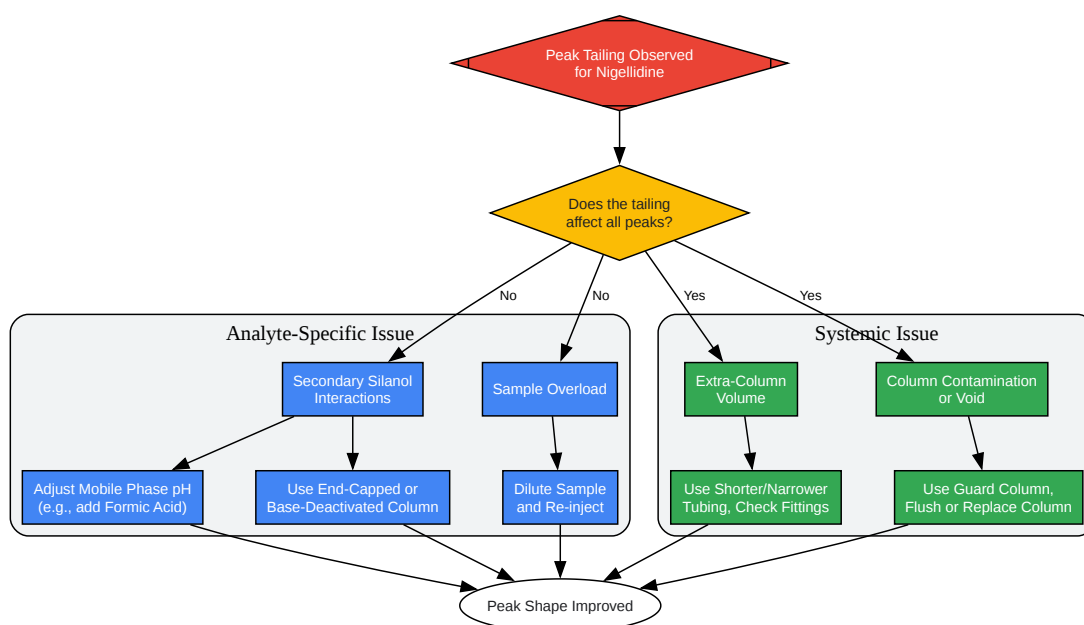 Peak Tailing Observed
for Nigellidine
Does the tailing
affect all peaks?
No
No
Yes
Yes
Analyte-Specific Issue
Systemic Issue
Secondary Silanol
Interactions
Sample Overload
Extra-Column
Volume
Column Contamination
or Void
Adjust Mobile Phase pH
(e.g., add Formic Acid)
Use End-Capped or
Base-Deactivated Column
Dilute Sample
and Re-inject
Use Shorter/Narrower
Tubing, Check Fittings
Use Guard Column,
Flush or Replace Column
Peak Shape Improved